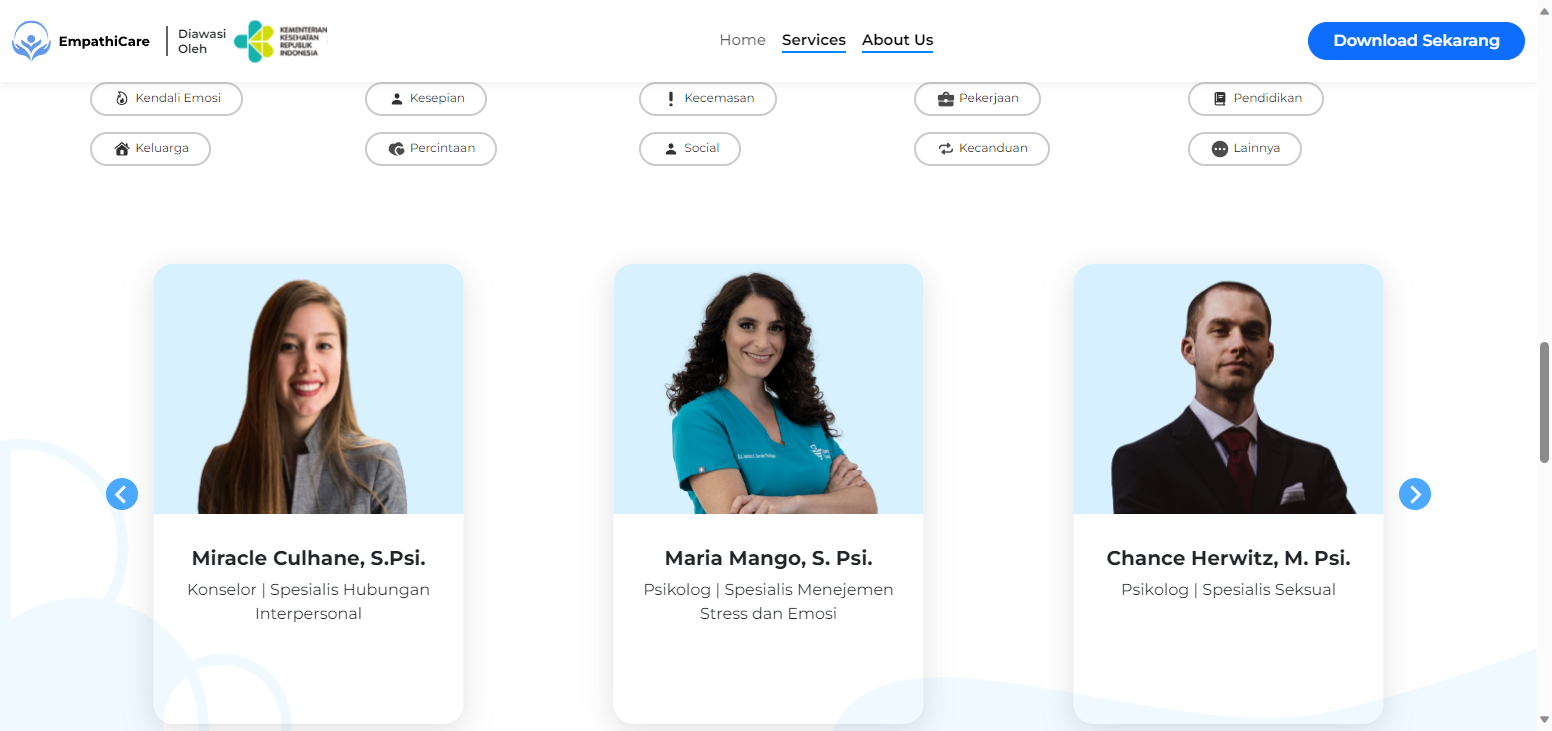 EmpathiCare
Diawasi
Oleh
KEMENTERIAN
KESEHATAN
REPUBLIK
INDONESIA
Home Services About Us
Download Sekarang
Kendali Emosi Kesepian Kecemasan Pekerjaan Pendidikan
Keluarga Percintaan Social Kecanduan Lainnya
Miracle Culhane, S.Psi.
Konselor | Spesialis Hubungan
Interpersonal
Maria Mango, S. Psi.
Psikolog | Spesialis Menejemen
Stress dan Emosi
Chance Herwitz, M. Psi.
Psikolog | Spesialis Seksual